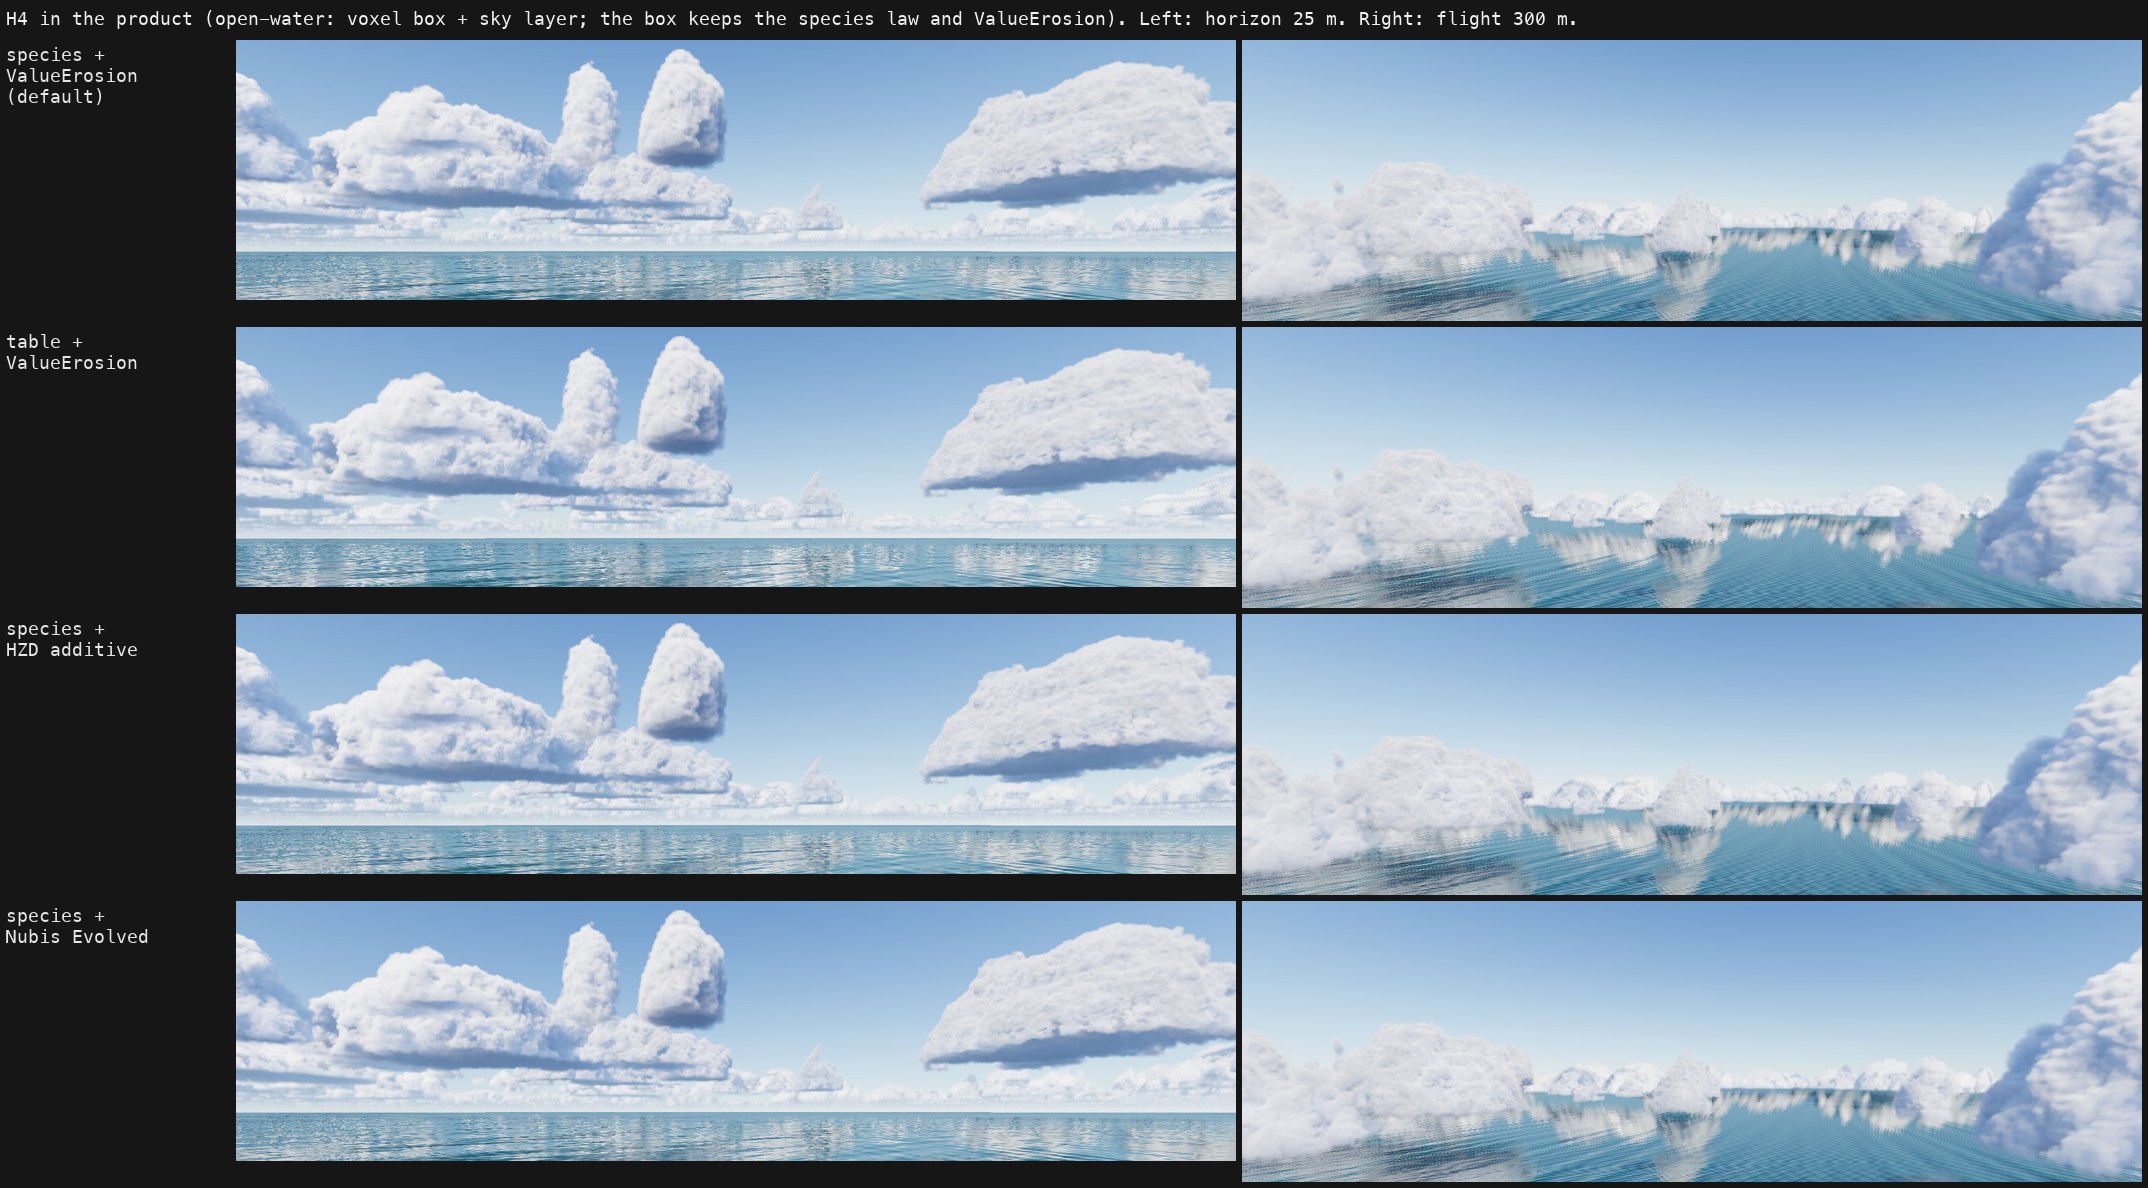 H4 in the product (open-water: voxel box + sky layer; the box keeps the species law and ValueErosion). Left: horizon 25 m. Right: flight 300 m.
species +
ValueErosion
(default)
table +
ValueErosion
species +
HZD additive
species +
Nubis Evolved